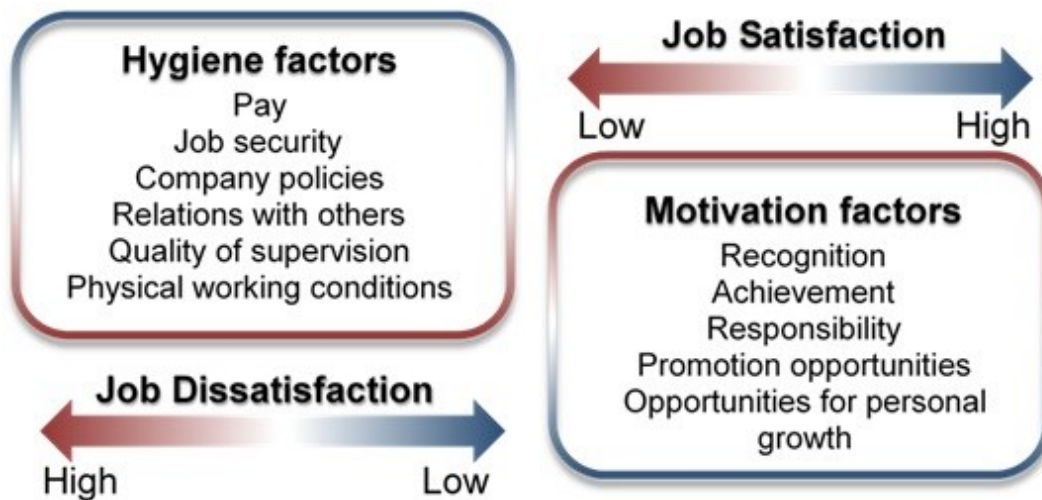 Hygiene factors
Pay
Job security
Company policies
Relations with others
Quality of supervision
Physical working conditions
Job Dissatisfaction
High Low
Job Satisfaction
Low High
Motivation factors
Recognition
Achievement
Responsibility
Promotion opportunities
Opportunities for personal
growth